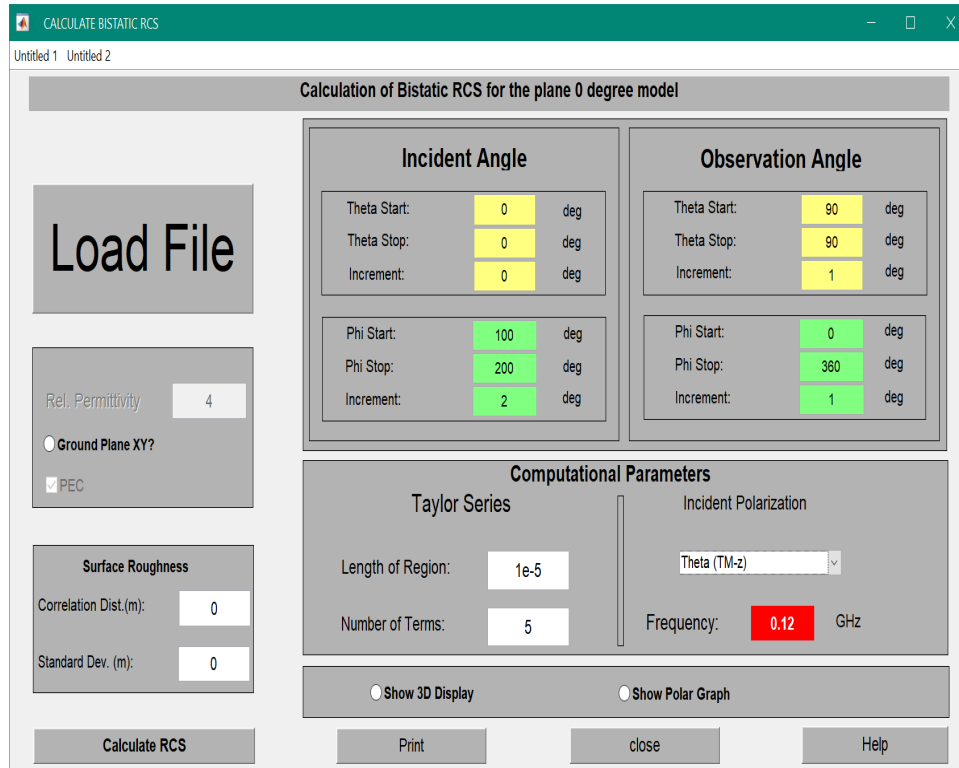 CALCULATE BISTATIC RCS
Untitled 1 Untitled 2
Calculation of Bistatic RCS for the plane 0 degree model
Load File
Rel. Permittivity 4
Ground Plane XY?
PEC
Surface Roughness
Correlation Dist.(m): 0
Standard Dev. (m): 0
Calculate RCS
Incident Angle
Theta Start: 0 deg
Theta Stop: 0 deg
Increment: 0 deg
Phi Start: 100 deg
Phi Stop: 200 deg
Increment: 2 deg
Observation Angle
Theta Start: 90 deg
Theta Stop: 90 deg
Increment: 1 deg
Phi Start: 0 deg
Phi Stop: 360 deg
Increment: 1 deg
Computational Parameters
Taylor Series
Length of Region: 1e-5
Number of Terms: 5
Incident Polarization
Theta (TM-z)
Frequency: 0.12 GHz
Show 3D Display
Show Polar Graph
Print
close
Help